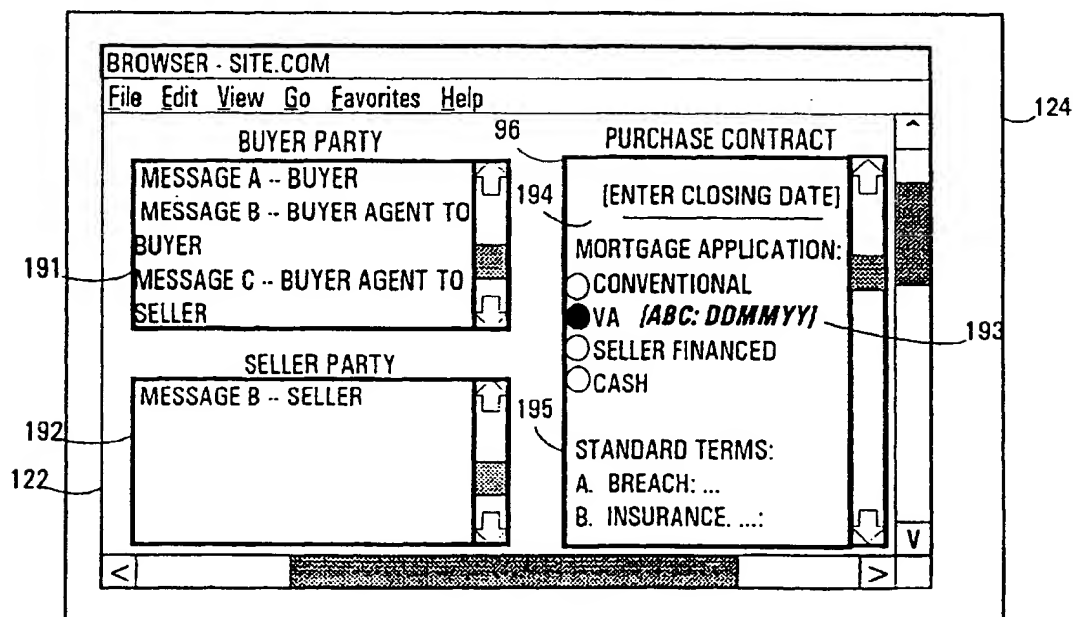 BROWSER - SITE.COM
File Edit View Go Favorites Help
124
BUYER PARTY
MESSAGE A -- BUYER
MESSAGE B -- BUYER AGENT TO
BUYER
MESSAGE C -- BUYER AGENT TO
SELLER
191
SELLER PARTY
MESSAGE B -- SELLER
192
122
96
PURCHASE CONTRACT
194
[ENTER CLOSING DATE]
MORTGAGE APPLICATION:
CONVENTIONAL
VA [ABC: DDMMYY]
193
SELLER FINANCED
CASH
195
STANDARD TERMS:
A. BREACH: ...
B. INSURANCE. ...:
^
V
< >